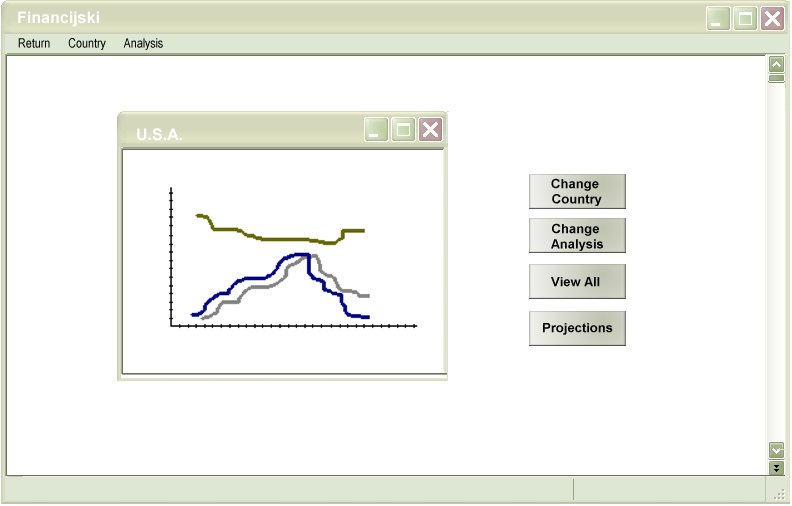 Financijski
Return Country Analysis
U.S.A.
Change
Country
Change
Analysis
View All
Projections